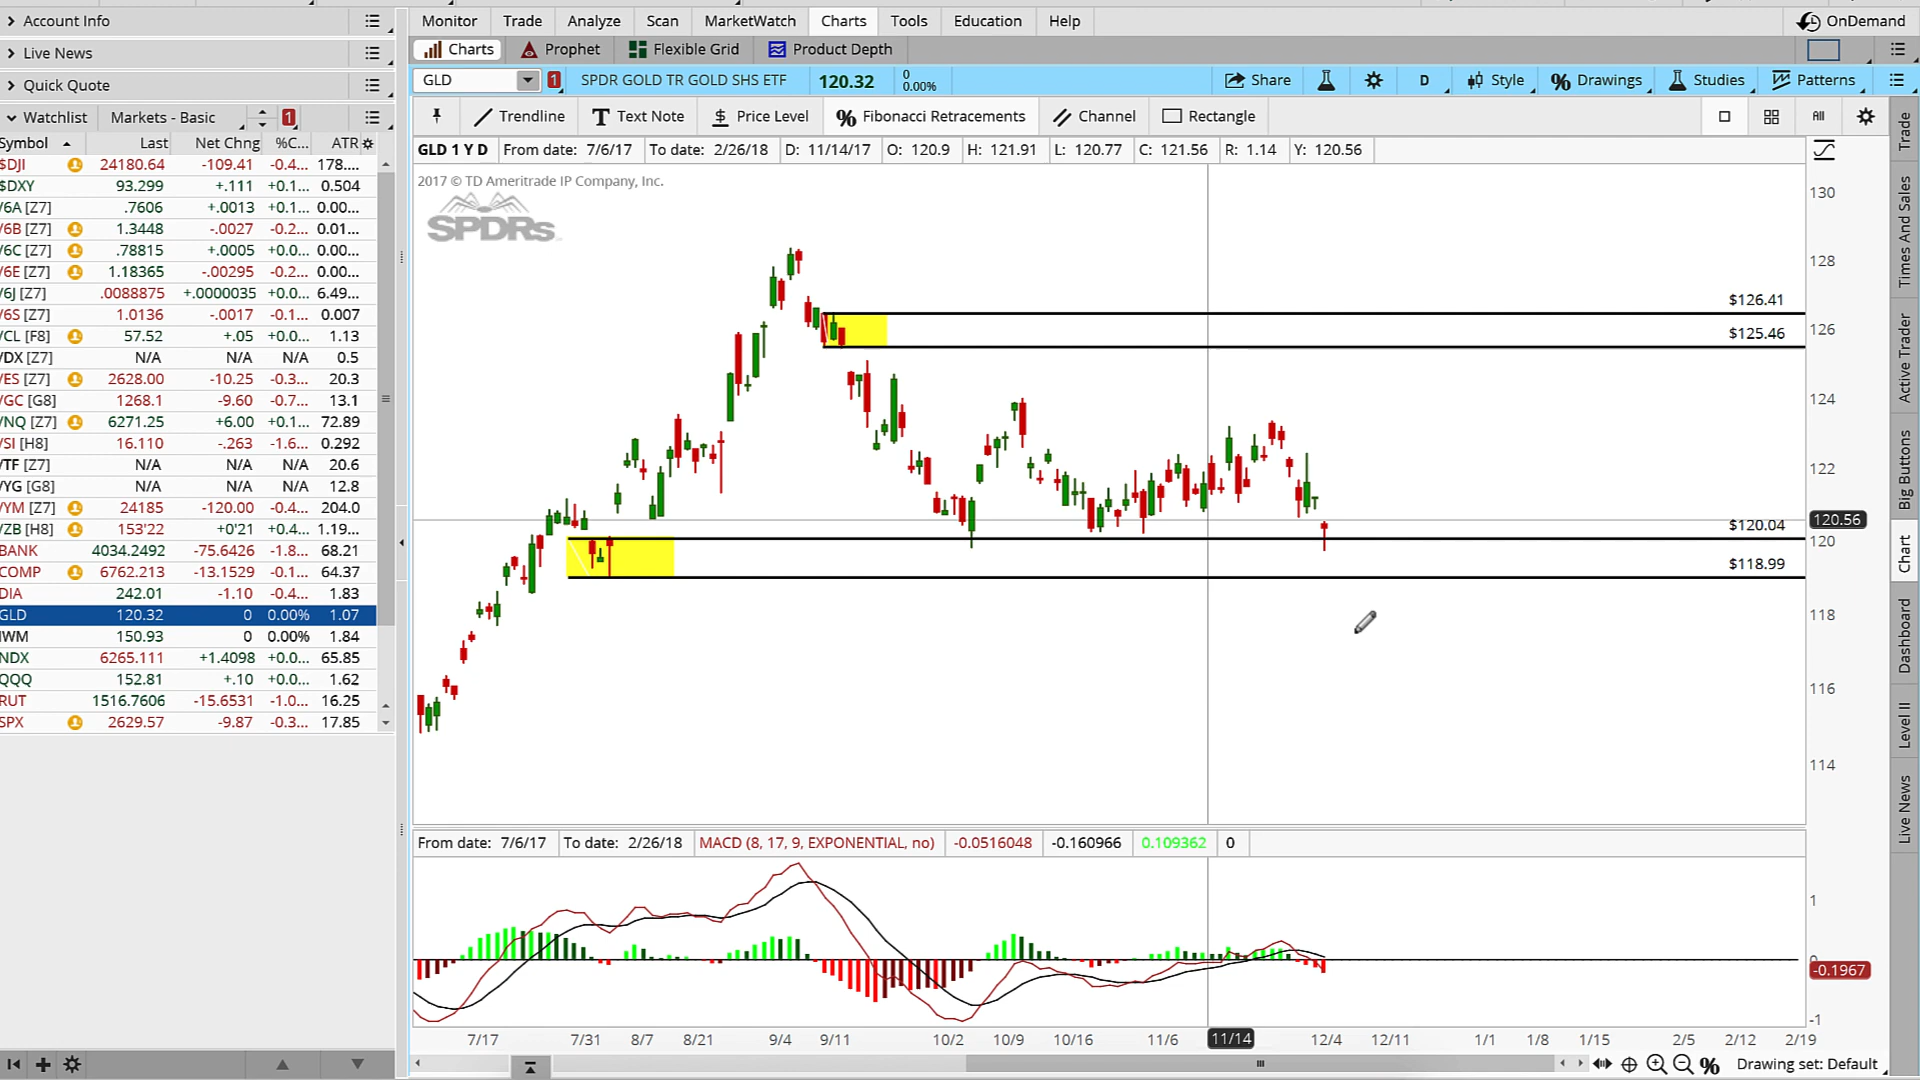 Account Info
Live News
Quick Quote
Watchlist Markets - Basic 1
Symbol Last Net Chng %C... ATR
$DJI 24180.64 -109.41 -0.4... 178....
$DXY 93.299 +.111 +0.1... 0.504
/6A [Z7] .7606 +.0013 +0.1... 0.00...
/6B [Z7] 1.3448 -.0027 -0.2... 0.01...
/6C [Z7] .78815 +.0005 +0.0... 0.00...
/6E [Z7] 1.18365 -.00295 -0.2... 0.00...
/6J [Z7] .0088875 +.0000035 +0.0... 6.49...
/6S [Z7] 1.0136 -.0017 -0.1... 0.007
/CL [F8] 57.52 +.05 +0.0... 1.13
/DX [Z7] N/A N/A N/A 0.5
/ES [Z7] 2628.00 -10.25 -0.3... 20.3
/GC [G8] 1268.1 -9.60 -0.7... 13.1
/NQ [Z7] 6271.25 +6.00 +0.1... 72.89
/SI [H8] 16.110 -.263 -1.6... 0.292
/TF [Z7] N/A N/A N/A 20.6
/YG [G8] N/A N/A N/A 12.8
/YM [Z7] 24185 -120.00 -0.4... 204.0
/ZB [H8] 153'22 +0'21 +0.4... 1.19...
BANK 4034.2492 -75.6426 -1.8... 68.21
COMP 6762.213 -13.1529 -0.1... 64.37
DIA 242.01 -1.10 -0.4... 1.83
GLD 120.32 0 0.00% 1.07
IWM 150.93 0 0.00% 1.84
NDX 6265.111 +1.4098 +0.0... 65.85
QQQ 152.81 +.10 +0.0... 1.62
RUT 1516.7606 -15.6531 -1.0... 16.25
SPX 2629.57 -9.87 -0.3... 17.85
Monitor Trade Analyze Scan MarketWatch Charts Tools Education Help OnDemand
Charts Prophet Flexible Grid Product Depth
GLD 1 SPDR GOLD TR GOLD SHS ETF 120.32 0 0.00% Share D Style Drawings Studies Patterns
Trendline Text Note Price Level Fibonacci Retracements Channel Rectangle All
GLD 1 Y D From date: 7/6/17 To date: 2/26/18 D: 11/14/17 O: 120.9 H: 121.91 L: 120.77 C: 121.56 R: 1.14 Y: 120.56
2017 © TD Ameritrade IP Company, Inc.
SPDRs
130
128
$126.41
126
$125.46
124
122
120.56
$120.04
120
$118.99
118
116
114
From date: 7/6/17 To date: 2/26/18 MACD (8, 17, 9, EXPONENTIAL, no) -0.0516048 -0.160966 0.109362 0
1
0
-0.1967
-1
7/17 7/31 8/7 8/21 9/4 9/11 10/2 10/9 10/16 11/6 11/14 12/4 12/11 1/1 1/8 1/15 2/5 2/12 2/19
Drawing set: Default
Trade
Times And Sales
Active Trader
Big Buttons
Chart
Dashboard
Level II
Live News